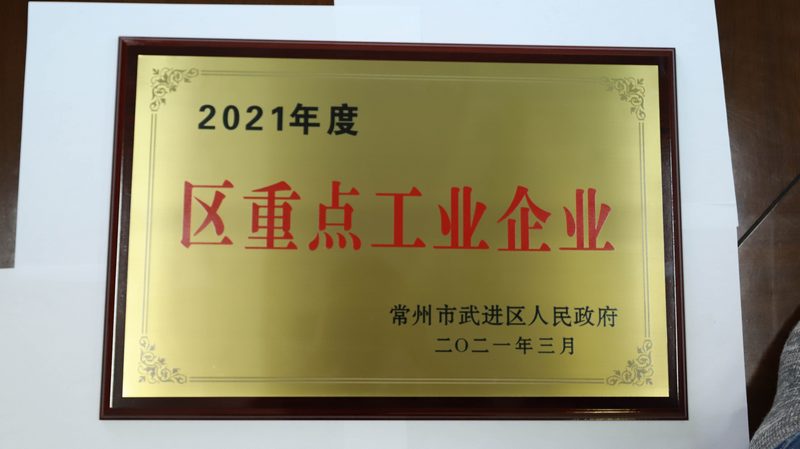 2021年度
区重点工业企业
常州市武进区人民政府
二〇二一年三月